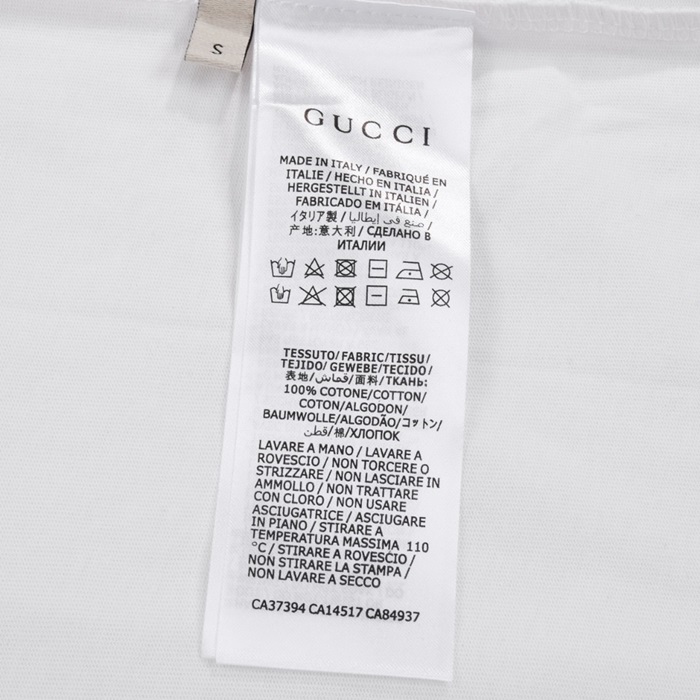 S
GUCCI
MADE IN ITALY / FABRIQUÉ EN
ITALIE / HECHO EN ITALIA /
HERGESTELLT IN ITALIEN /
FABRICADO EM ITÁLIA /
イタリア製 / صنع في إيطاليا /
产地:意大利 / СДЕЛАНО В
ИТАЛИИ
TESSUTO/FABRIC/TISSU/
TEJIDO/ GEWEBE/TECIDO/
表地/قماش/面料/ТКАНЬ:
100% COTONE/COTTON/
COTON/ALGODON/
BAUMWOLLE/ALGODÃO/コットン/
قطن/棉/ХЛОПОК
LAVARE A MANO / LAVARE A
ROVESCIO / NON TORCERE O
STRIZZARE / NON LASCIARE IN
AMMOLLO / NON TRATTARE
CON CLORO / NON USARE
ASCIUGATRICE / ASCIUGARE
IN PIANO / STIRARE A
TEMPERATURA MASSIMA 110
°C / STIRARE A ROVESCIO /
NON STIRARE LA STAMPA /
NON LAVARE A SECCO
CA37394 CA14517 CA84937